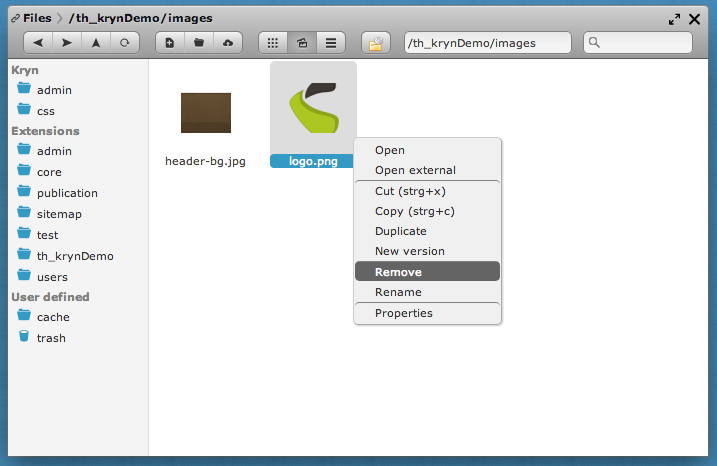 Files
/th_krynDemo/images
/th_krynDemo/images
Kryn
admin
css
Extensions
admin
core
publication
sitemap
test
th_krynDemo
users
User defined
cache
trash
header-bg.jpg
logo.png
Open
Open external
Cut (strg+x)
Copy (strg+c)
Duplicate
New version
Remove
Rename
Properties